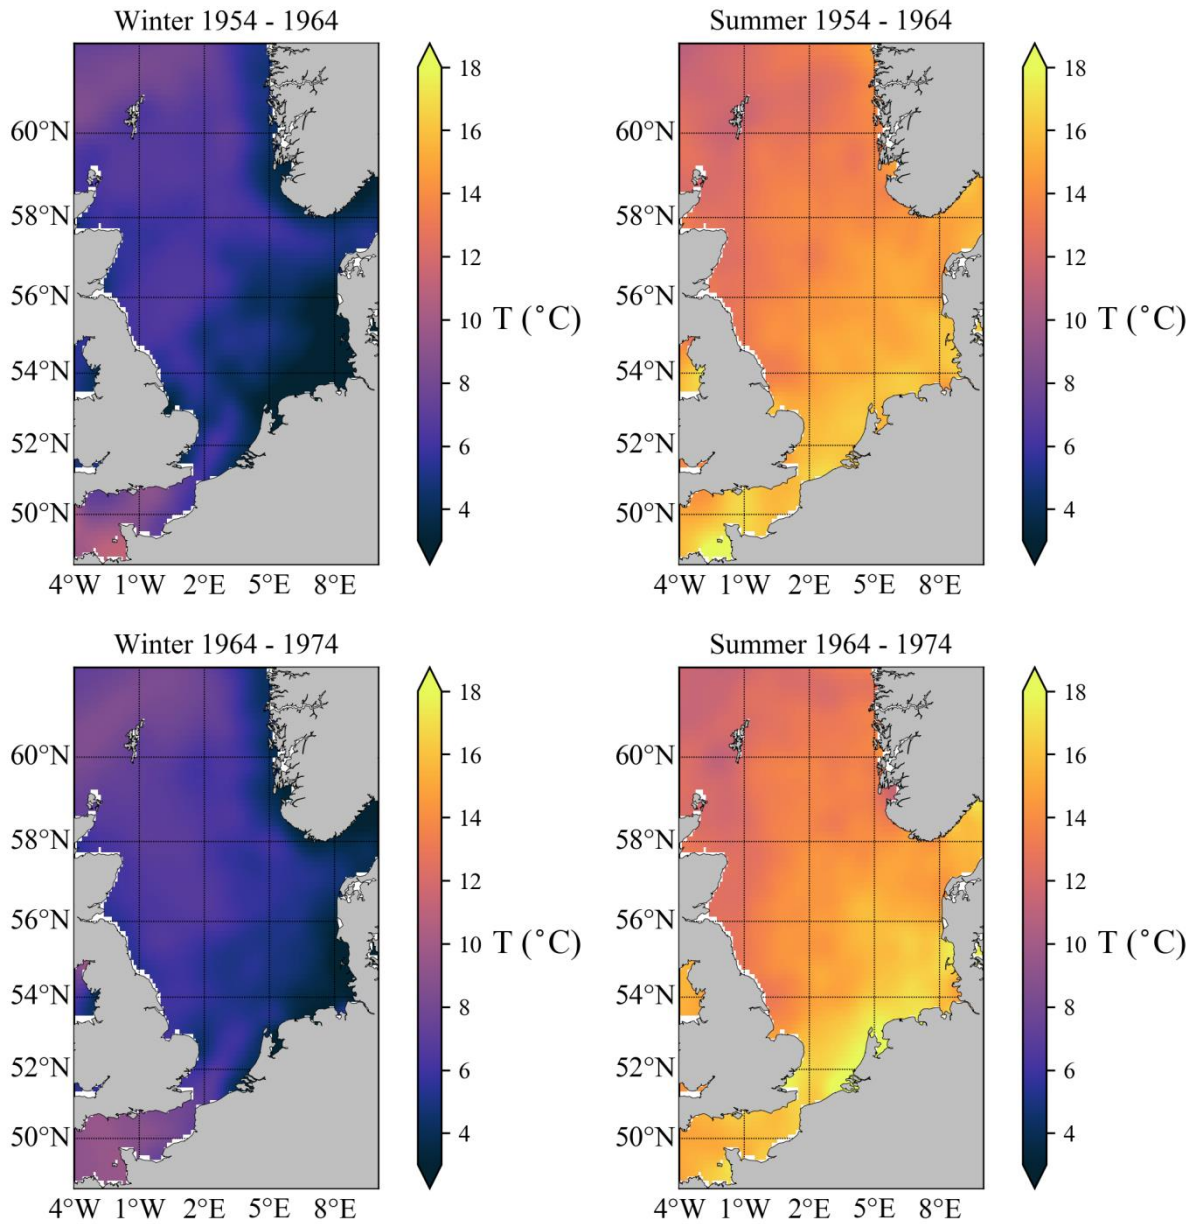 Winter 1954 - 1964
18
16
14
12
10
8
6
4
T (°C)
60°N
58°N
56°N
54°N
52°N
50°N
4°W 1°W 2°E 5°E 8°E
Summer 1954 - 1964
18
16
14
12
10
8
6
4
T (°C)
60°N
58°N
56°N
54°N
52°N
50°N
4°W 1°W 2°E 5°E 8°E
Winter 1964 - 1974
18
16
14
12
10
8
6
4
T (°C)
60°N
58°N
56°N
54°N
52°N
50°N
4°W 1°W 2°E 5°E 8°E
Summer 1964 - 1974
18
16
14
12
10
8
6
4
T (°C)
60°N
58°N
56°N
54°N
52°N
50°N
4°W 1°W 2°E 5°E 8°E